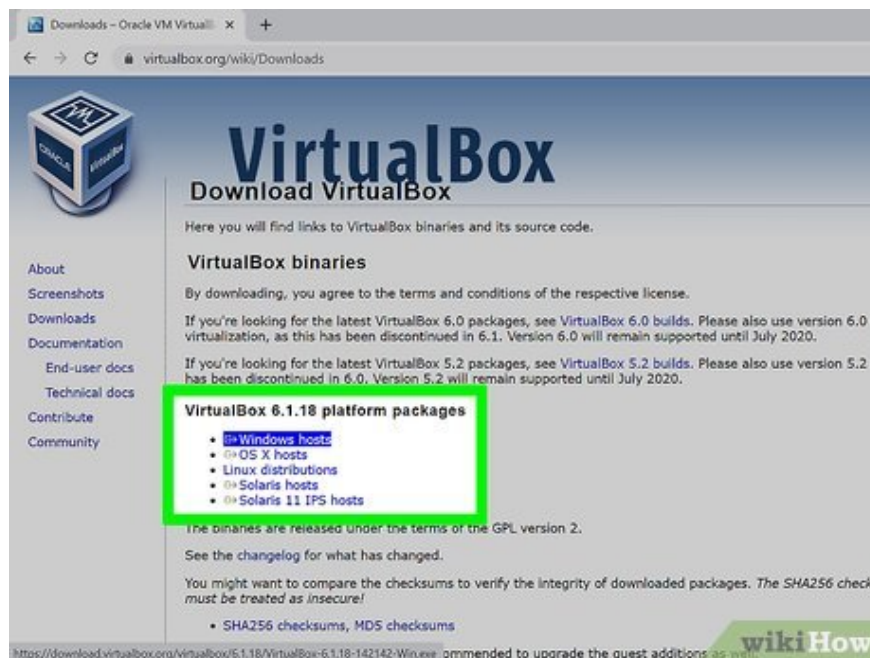 Downloads – Oracle VM Virtual
virtualbox.org/wiki/Downloads
VirtualBox
ORACLE
VirtualBox
Download VirtualBox
Here you will find links to VirtualBox binaries and its source code.
About
Screenshots
Downloads
Documentation
End-user docs
Technical docs
Contribute
Community
VirtualBox binaries
By downloading, you agree to the terms and conditions of the respective license.
If you're looking for the latest VirtualBox 6.0 packages, see VirtualBox 6.0 builds. Please also use version 6.0
virtualization, as this has been discontinued in 6.1. Version 6.0 will remain supported until July 2020.
If you're looking for the latest VirtualBox 5.2 packages, see VirtualBox 5.2 builds. Please also use version 5.2
has been discontinued in 6.0. Version 5.2 will remain supported until July 2020.
VirtualBox 6.1.18 platform packages
Windows hosts
OS X hosts
Linux distributions
Solaris hosts
Solaris 11 IPS hosts
The binaries are released under the terms of the GPL version 2.
See the changelog for what has changed.
You might want to compare the checksums to verify the integrity of downloaded packages. The SHA256 check
must be treated as insecure!
SHA256 checksums, MD5 checksums
https://download.virtualbox.org/virtualbox/6.1.18/VirtualBox-6.1.18-142142-Win.exe ommended to upgrade the guest additions as well
wikiHow